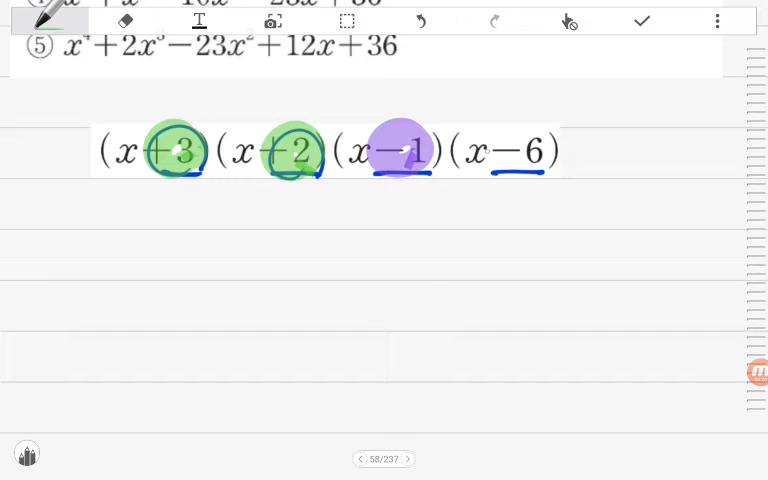 ⑤ x⁴+2x³−23x²+12x+36
(x+3)(x+2)(x−1)(x−6)
58/237